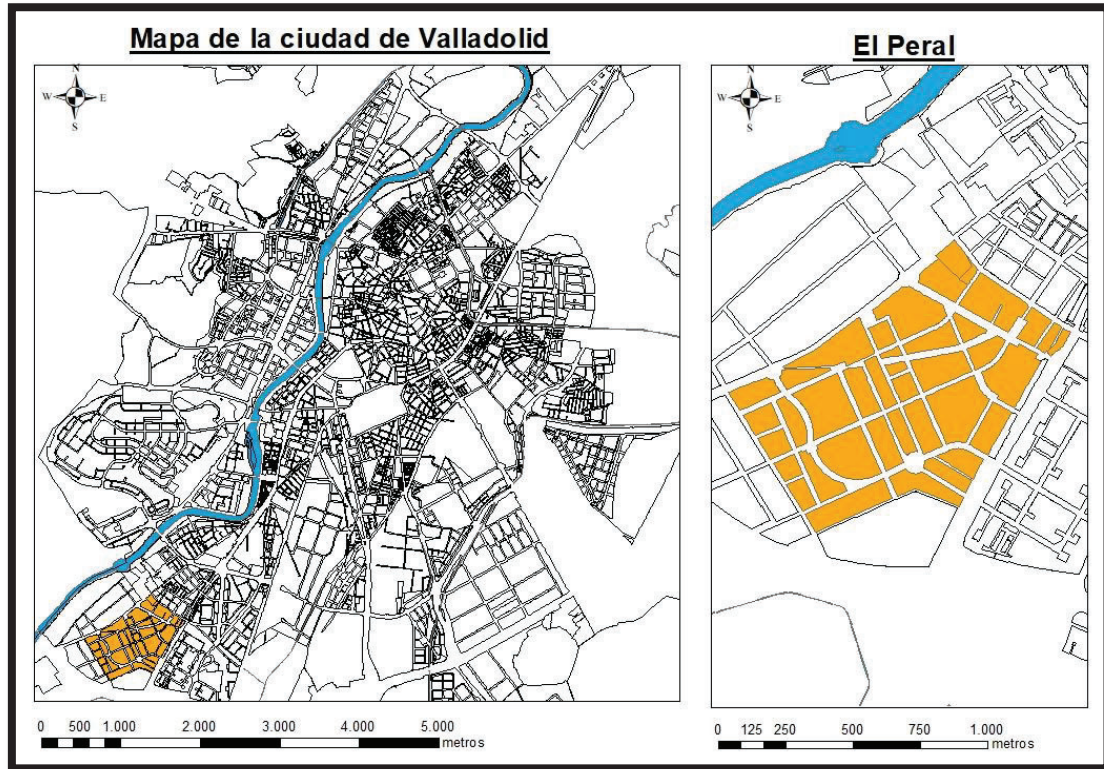 Mapa de la ciudad de Valladolid
N
W E
S
0 500 1.000 2.000 3.000 4.000 5.000
metros
El Peral
N
W E
S
0 125 250 500 750 1.000
metros